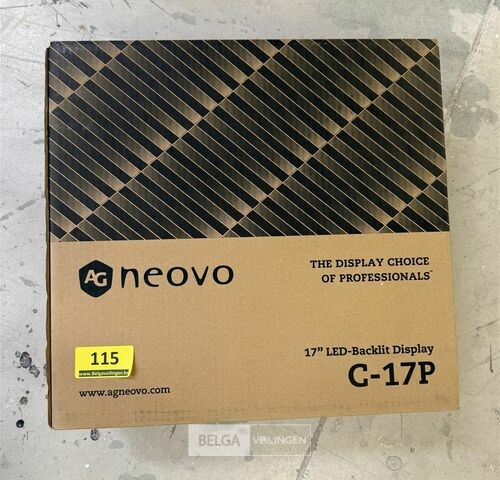 AG neovo
THE DISPLAY CHOICE
OF PROFESSIONALS™
115
www.Belgaveilingen.be
17” LED-Backlit Display
C-17P
www.agneovo.com
BELGA VEILINGEN